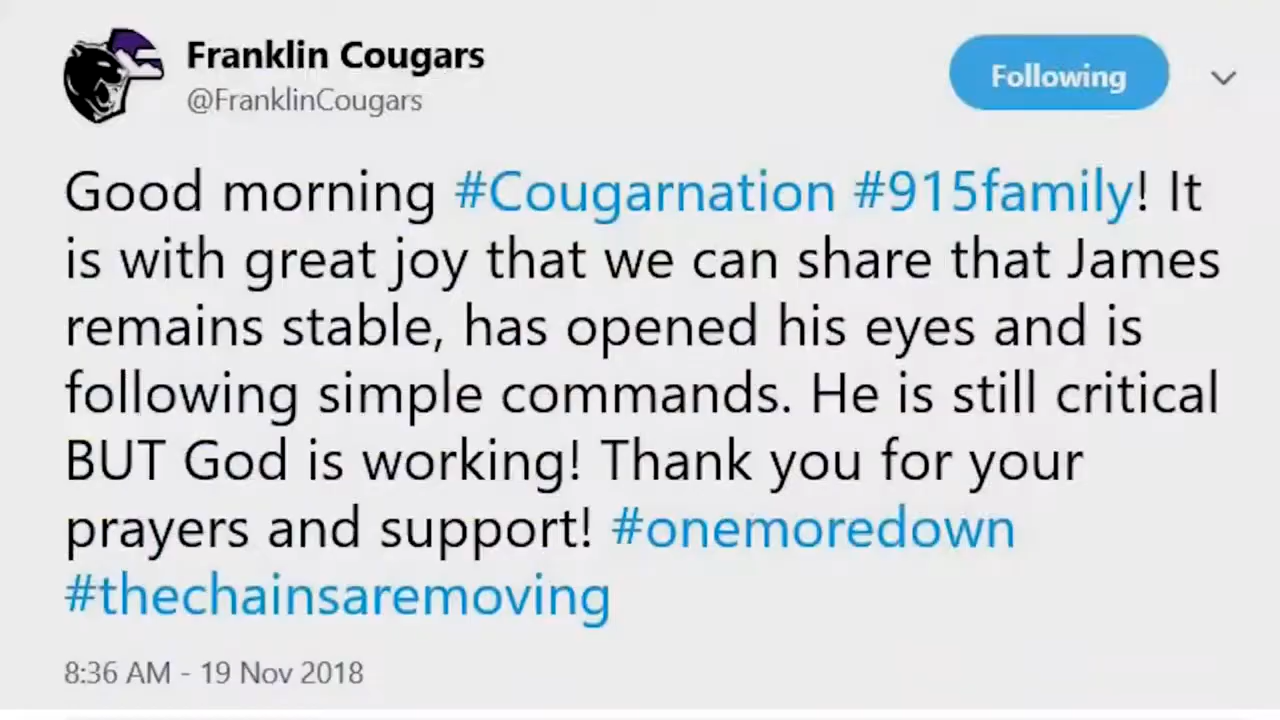 Franklin Cougars
@FranklinCougars
Following
Good morning #Cougarnation #915family! It
is with great joy that we can share that James
remains stable, has opened his eyes and is
following simple commands. He is still critical
BUT God is working! Thank you for your
prayers and support! #onemoredown
#thechainsaremoving
8:36 AM - 19 Nov 2018